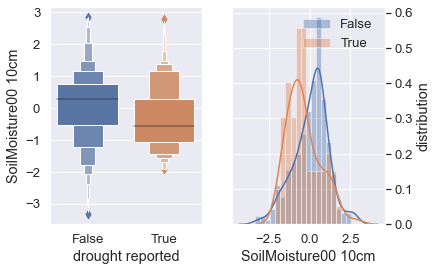 3
2
1
0
−1
−2
−3
SoilMoisture00 10cm
False
True
drought reported
False
True
0.6
0.5
0.4
0.3
0.2
0.1
0.0
distribution
−2.5
0.0
2.5
SoilMoisture00 10cm